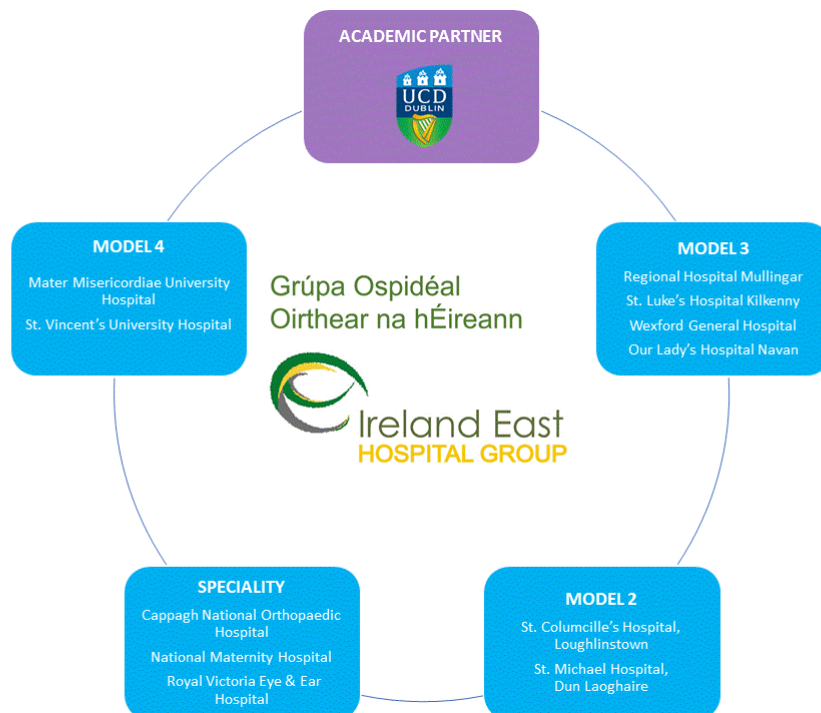 ACADEMIC PARTNER
UCD
DUBLIN
MODEL 4
Mater Misericordiae University
Hospital
St. Vincent's University Hospital
Grúpa Ospidéal
Oirthear na hÉireann
Ireland East
HOSPITAL GROUP
MODEL 3
Regional Hospital Mullingar
St. Luke's Hospital Kilkenny
Wexford General Hospital
Our Lady's Hospital Navan
SPECIALITY
Cappagh National Orthopaedic
Hospital
National Maternity Hospital
Royal Victoria Eye & Ear
Hospital
MODEL 2
St. Columcille's Hospital,
Loughlinstown
St. Michael Hospital,
Dun Laoghaire